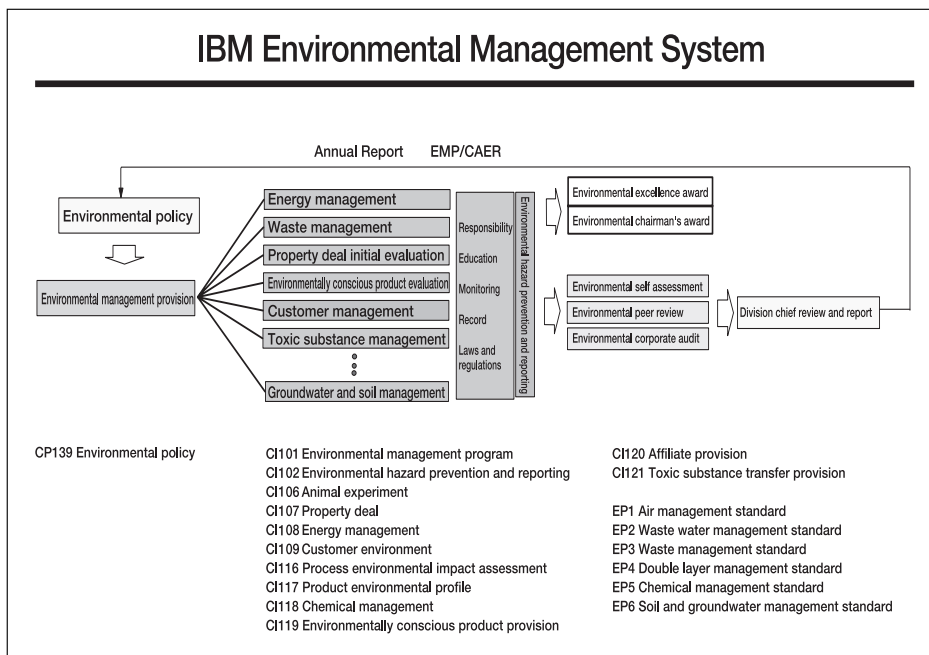 IBM Environmental Management System
Annual Report EMP/CAER
Environmental policy
Environmental management provision
Energy management
Waste management
Property deal initial evaluation
Environmentally conscious product evaluation
Customer management
Toxic substance management
Groundwater and soil management
Responsibility
Education
Monitoring
Record
Laws and
regulations
Environmental hazard prevention and reporting
Environmental excellence award
Environmental chairman's award
Environmental self assessment
Environmental peer review
Environmental corporate audit
Division chief review and report
CP139 Environmental policy
CI101 Environmental management program
CI102 Environmental hazard prevention and reporting
CI106 Animal experiment
CI107 Property deal
CI108 Energy management
CI109 Customer environment
CI116 Process environmental impact assessment
CI117 Product environmental profile
CI118 Chemical management
CI119 Environmentally conscious product provision
CI120 Affiliate provision
CI121 Toxic substance transfer provision
EP1 Air management standard
EP2 Waste water management standard
EP3 Waste management standard
EP4 Double layer management standard
EP5 Chemical management standard
EP6 Soil and groundwater management standard